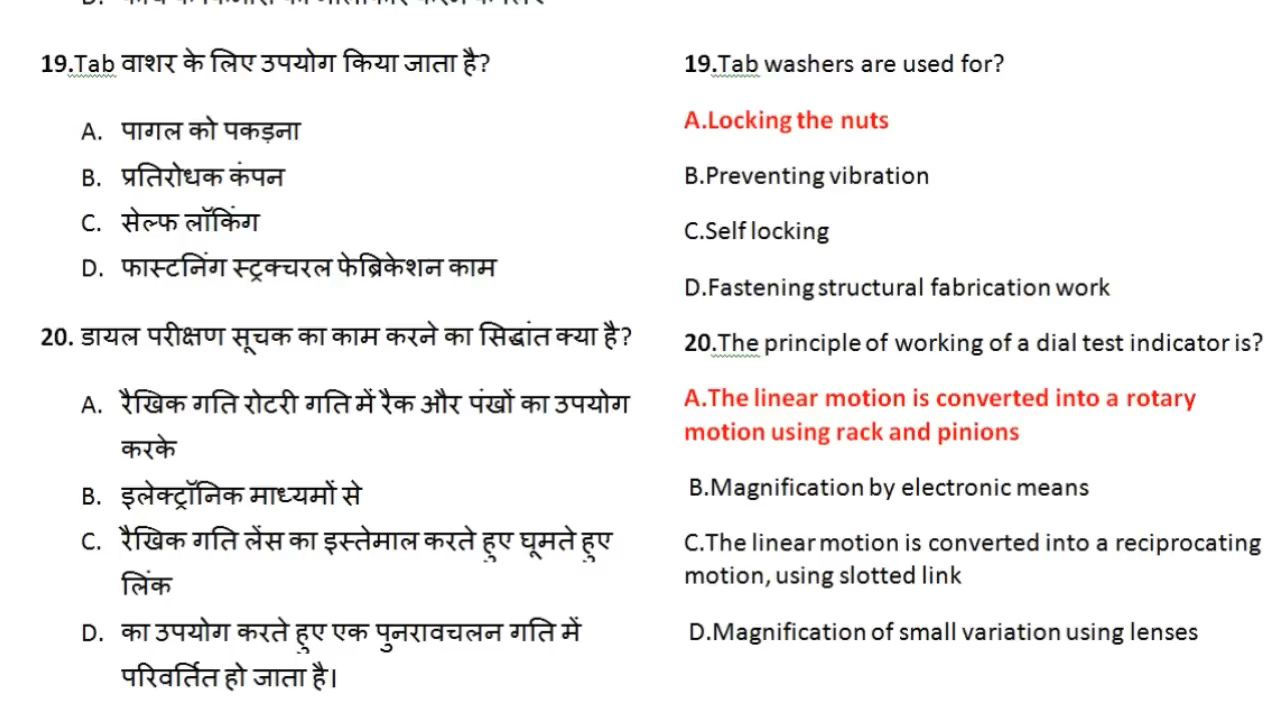 19.Tab वाशर के लिए उपयोग किया जाता है?
A. पागल को पकड़ना
B. प्रतिरोधक कंपन
C. सेल्फ लॉकिंग
D. फास्टनिंग स्ट्रक्चरल फेब्रिकेशन काम
20. डायल परीक्षण सूचक का काम करने का सिद्धांत क्या है?
A. रैखिक गति रोटरी गति में रैक और पंखों का उपयोग
करके
B. इलेक्ट्रॉनिक माध्यमों से
C. रैखिक गति लेंस का इस्तेमाल करते हुए घूमते हुए
लिंक
D. का उपयोग करते हुए एक पुनरावचलन गति में
परिवर्तित हो जाता है।
19.Tab washers are used for?
A.Locking the nuts
B.Preventing vibration
C.Self locking
D.Fastening structural fabrication work
20.The principle of working of a dial test indicator is?
A.The linear motion is converted into a rotary
motion using rack and pinions
B.Magnification by electronic means
C.The linear motion is converted into a reciprocating
motion, using slotted link
D.Magnification of small variation using lenses